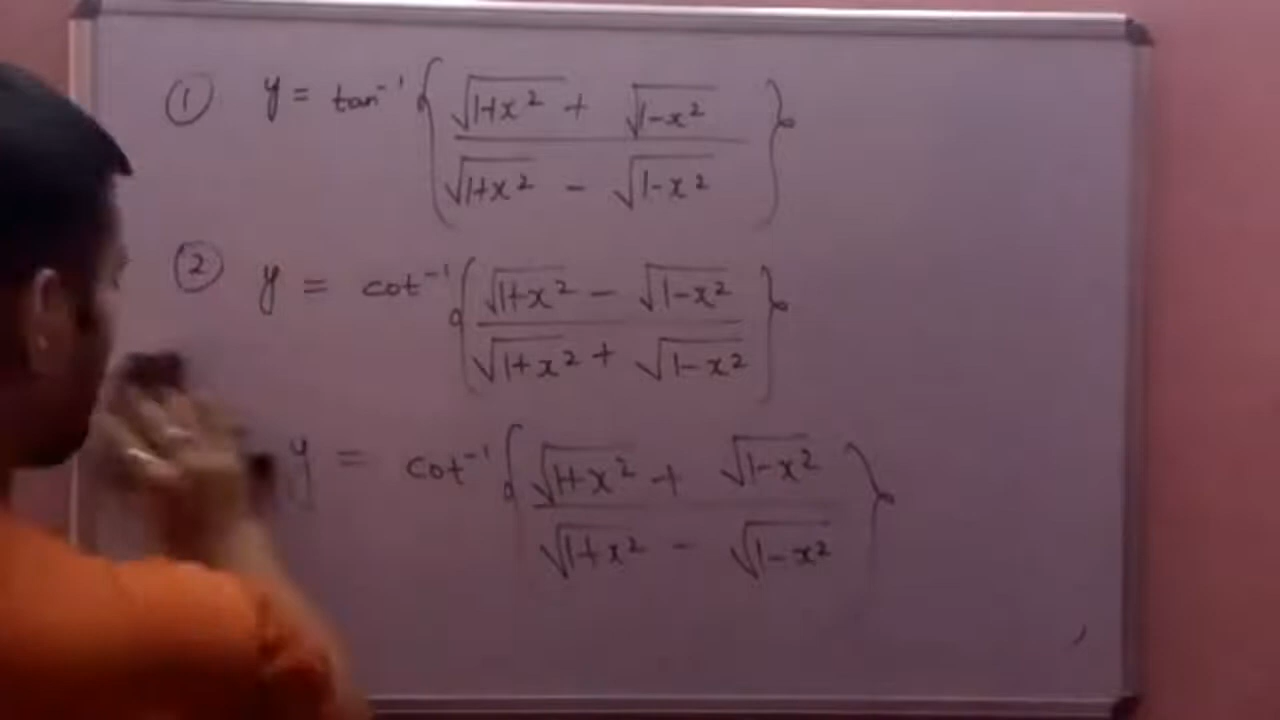 ① y = tan⁻¹ { (√(1+x²) + √(1-x²)) / (√(1+x²) - √(1-x²)) }
② y = cot⁻¹ { (√(1+x²) - √(1-x²)) / (√(1+x²) + √(1-x²)) }
y = cot⁻¹ { (√(1+x²) + √(1-x²)) / (√(1+x²) - √(1-x²)) }